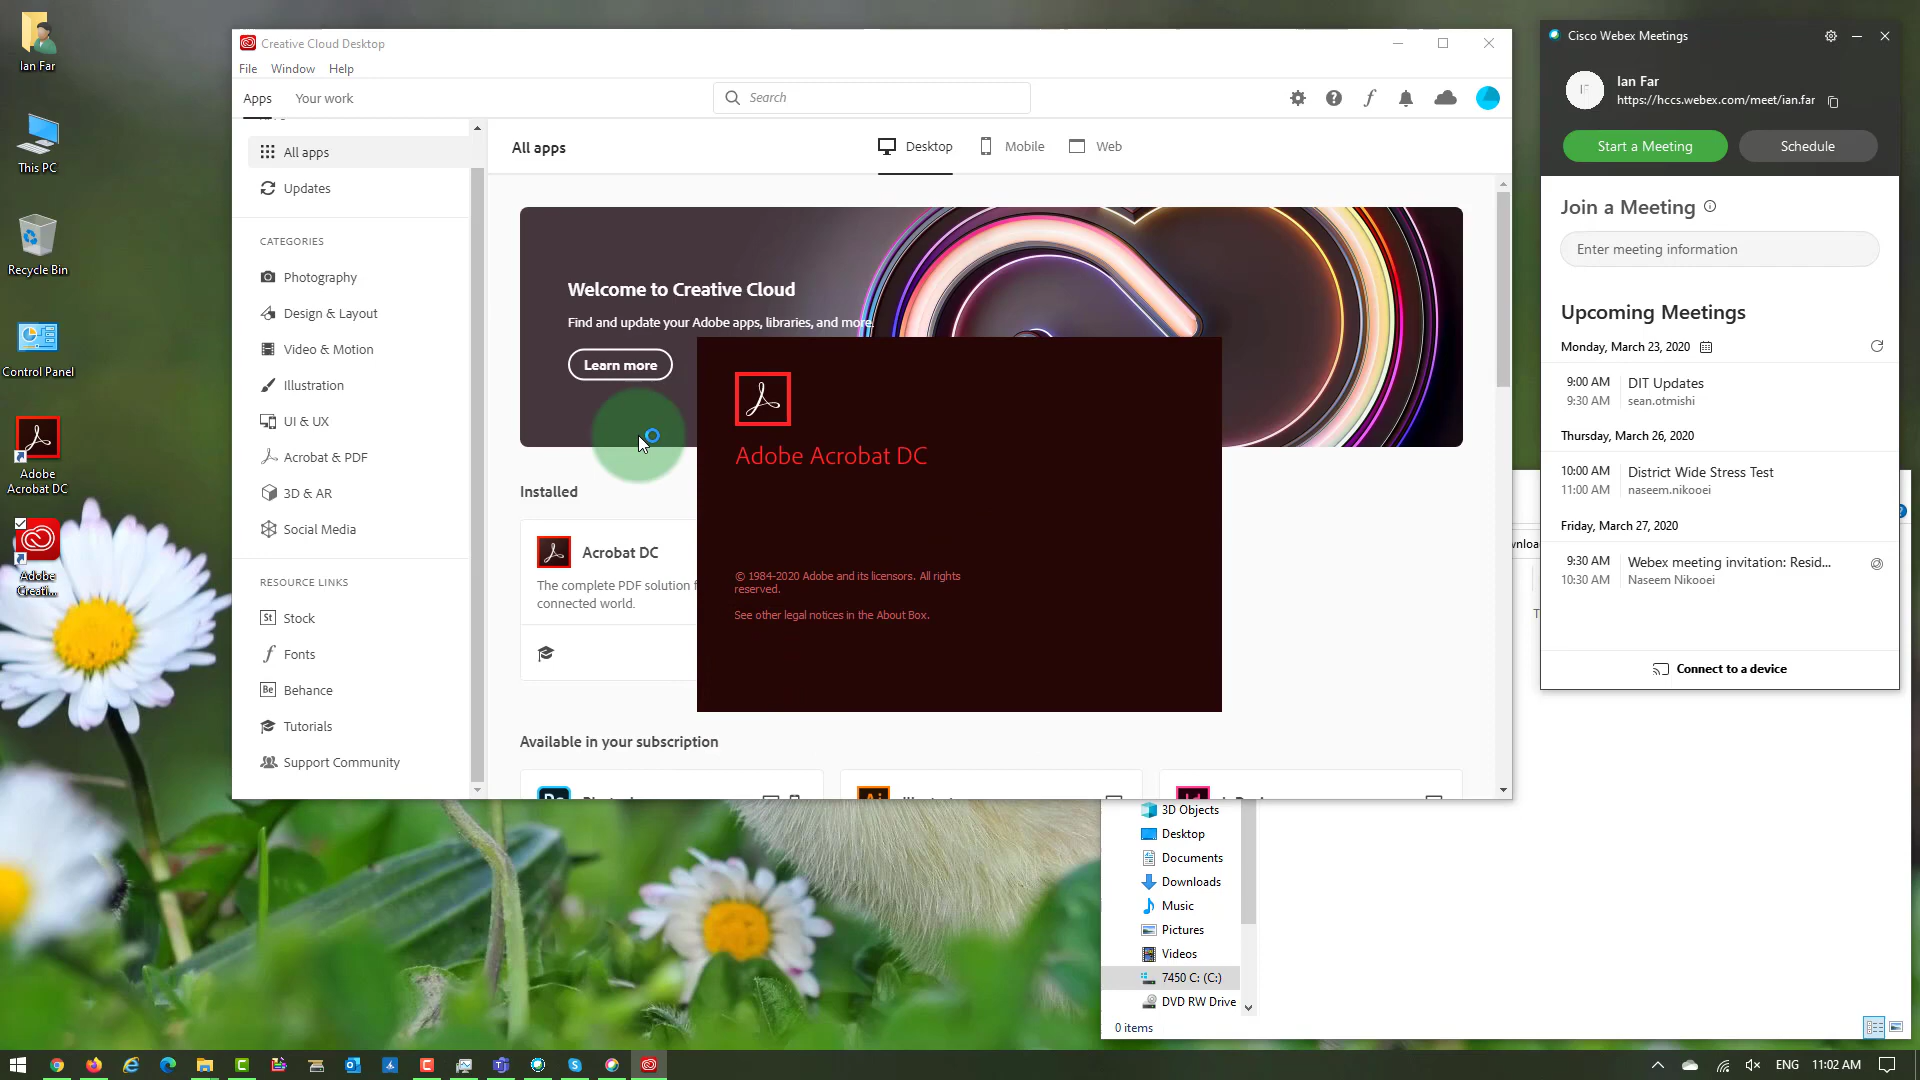 Ian Far
This PC
Recycle Bin
Control Panel
Adobe
Acrobat DC
Adobe
Creati...
Creative Cloud Desktop
File Window Help
Apps Your work
Search
All apps
Updates
CATEGORIES
Photography
Design & Layout
Video & Motion
Illustration
UI & UX
Acrobat & PDF
3D & AR
Social Media
RESOURCE LINKS
St Stock
Fonts
Be Behance
Tutorials
Support Community
All apps
Desktop Mobile Web
Welcome to Creative Cloud
Find and update your Adobe apps, libraries, and more.
Learn more
Installed
Acrobat DC
The complete PDF solution
connected world.
Available in your subscription
Adobe Acrobat DC
© 1984-2020 Adobe and its licensors. All rights
reserved.
See other legal notices in the About Box.
Cisco Webex Meetings
IF
Ian Far
https://hccs.webex.com/meet/ian.far
Start a Meeting Schedule
Join a Meeting
Enter meeting information
Upcoming Meetings
Monday, March 23, 2020
9:00 AM DIT Updates
9:30 AM sean.otmishi
Thursday, March 26, 2020
10:00 AM District Wide Stress Test
11:00 AM naseem.nikooei
Friday, March 27, 2020
9:30 AM Webex meeting invitation: Resid...
10:30 AM Naseem Nikooei
Connect to a device
3D Objects
Desktop
Documents
Downloads
Music
Pictures
Videos
7450 C: (C:)
DVD RW Drive
0 items
ENG 11:02 AM